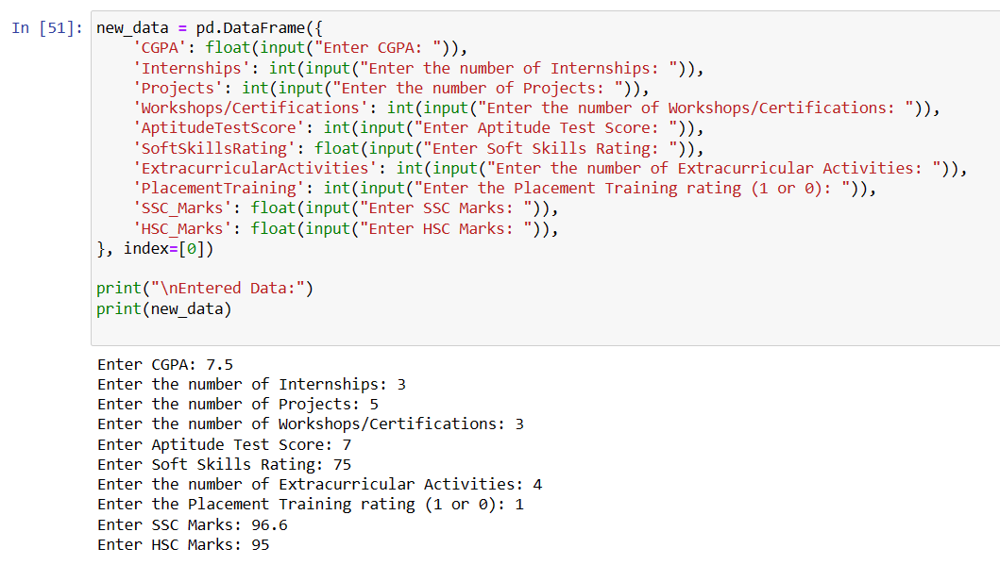 In [51]: new_data = pd.DataFrame({
    'CGPA': float(input("Enter CGPA: ")),
    'Internships': int(input("Enter the number of Internships: ")),
    'Projects': int(input("Enter the number of Projects: ")),
    'Workshops/Certifications': int(input("Enter the number of Workshops/Certifications: ")),
    'AptitudeTestScore': int(input("Enter Aptitude Test Score: ")),
    'SoftSkillsRating': float(input("Enter Soft Skills Rating: ")),
    'ExtracurricularActivities': int(input("Enter the number of Extracurricular Activities: ")),
    'PlacementTraining': int(input("Enter the Placement Training rating (1 or 0): ")),
    'SSC_Marks': float(input("Enter SSC Marks: ")),
    'HSC_Marks': float(input("Enter HSC Marks: ")),
}, index=[0])

print("\nEntered Data:")
print(new_data)

Enter CGPA: 7.5
Enter the number of Internships: 3
Enter the number of Projects: 5
Enter the number of Workshops/Certifications: 3
Enter Aptitude Test Score: 7
Enter Soft Skills Rating: 75
Enter the number of Extracurricular Activities: 4
Enter the Placement Training rating (1 or 0): 1
Enter SSC Marks: 96.6
Enter HSC Marks: 95